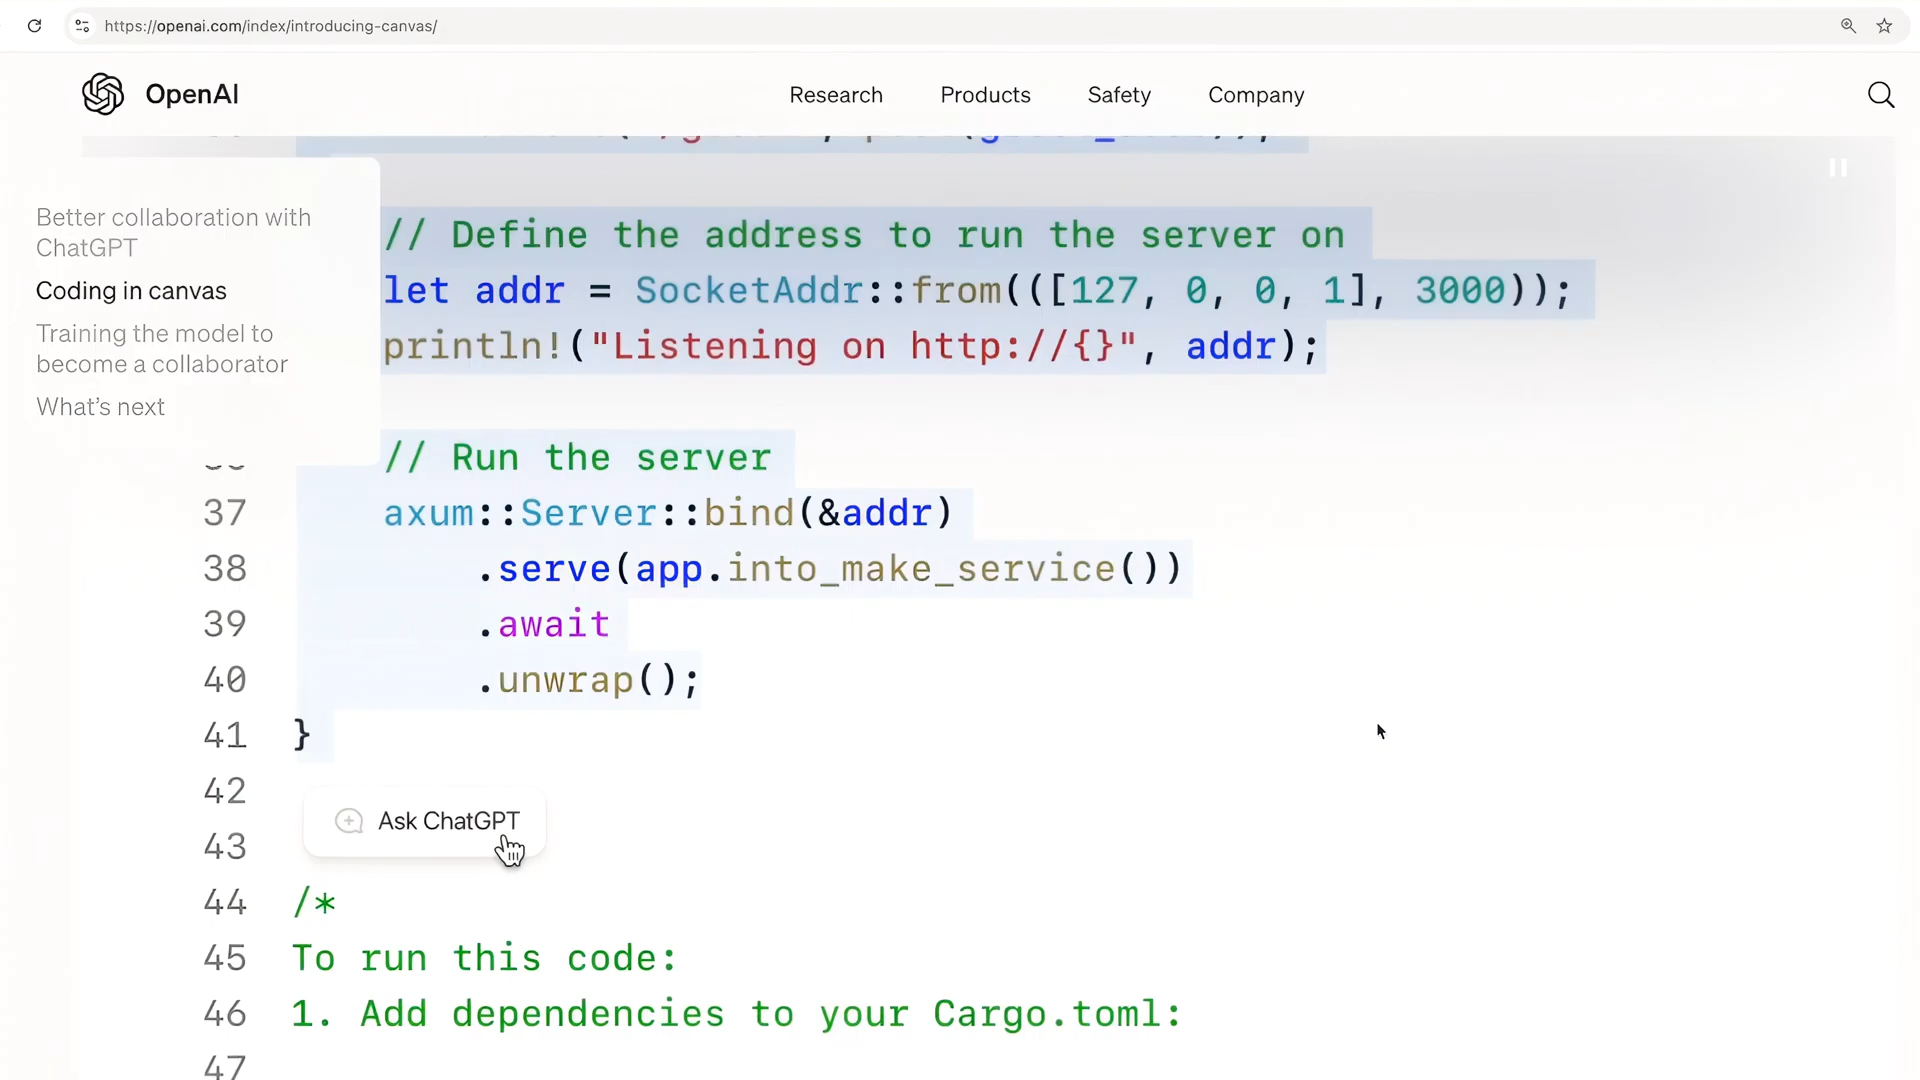 https://openai.com/index/introducing-canvas/
OpenAI
Research
Products
Safety
Company
Better collaboration with
ChatGPT
Coding in canvas
Training the model to
become a collaborator
What's next
// Define the address to run the server on
let addr = SocketAddr::from(([127, 0, 0, 1], 3000));
println!("Listening on http://{}", addr);
// Run the server
37 axum::Server::bind(&addr)
38 .serve(app.into_make_service())
39 .await
40 .unwrap();
41 }
42
Ask ChatGPT
43
44 /*
45 To run this code:
46 1. Add dependencies to your Cargo.toml:
47